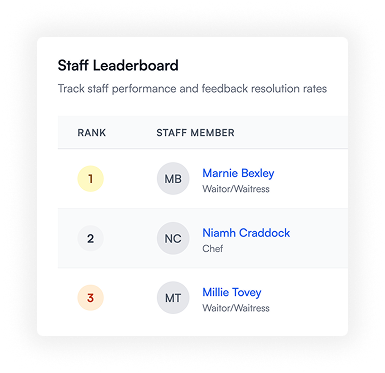 Staff Leaderboard
Track staff performance and feedback resolution rates
RANK STAFF MEMBER
1 MB Marnie Bexley
Waitor/Waitress
2 NC Niamh Craddock
Chef
3 MT Millie Tovey
Waitor/Waitress